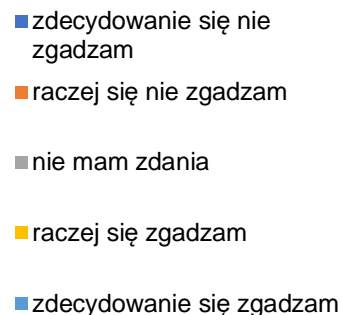 zdecydowanie się nie
zgadzam
raczej się nie zgadzam
nie mam zdania
raczej się zgadzam
zdecydowanie się zgadzam